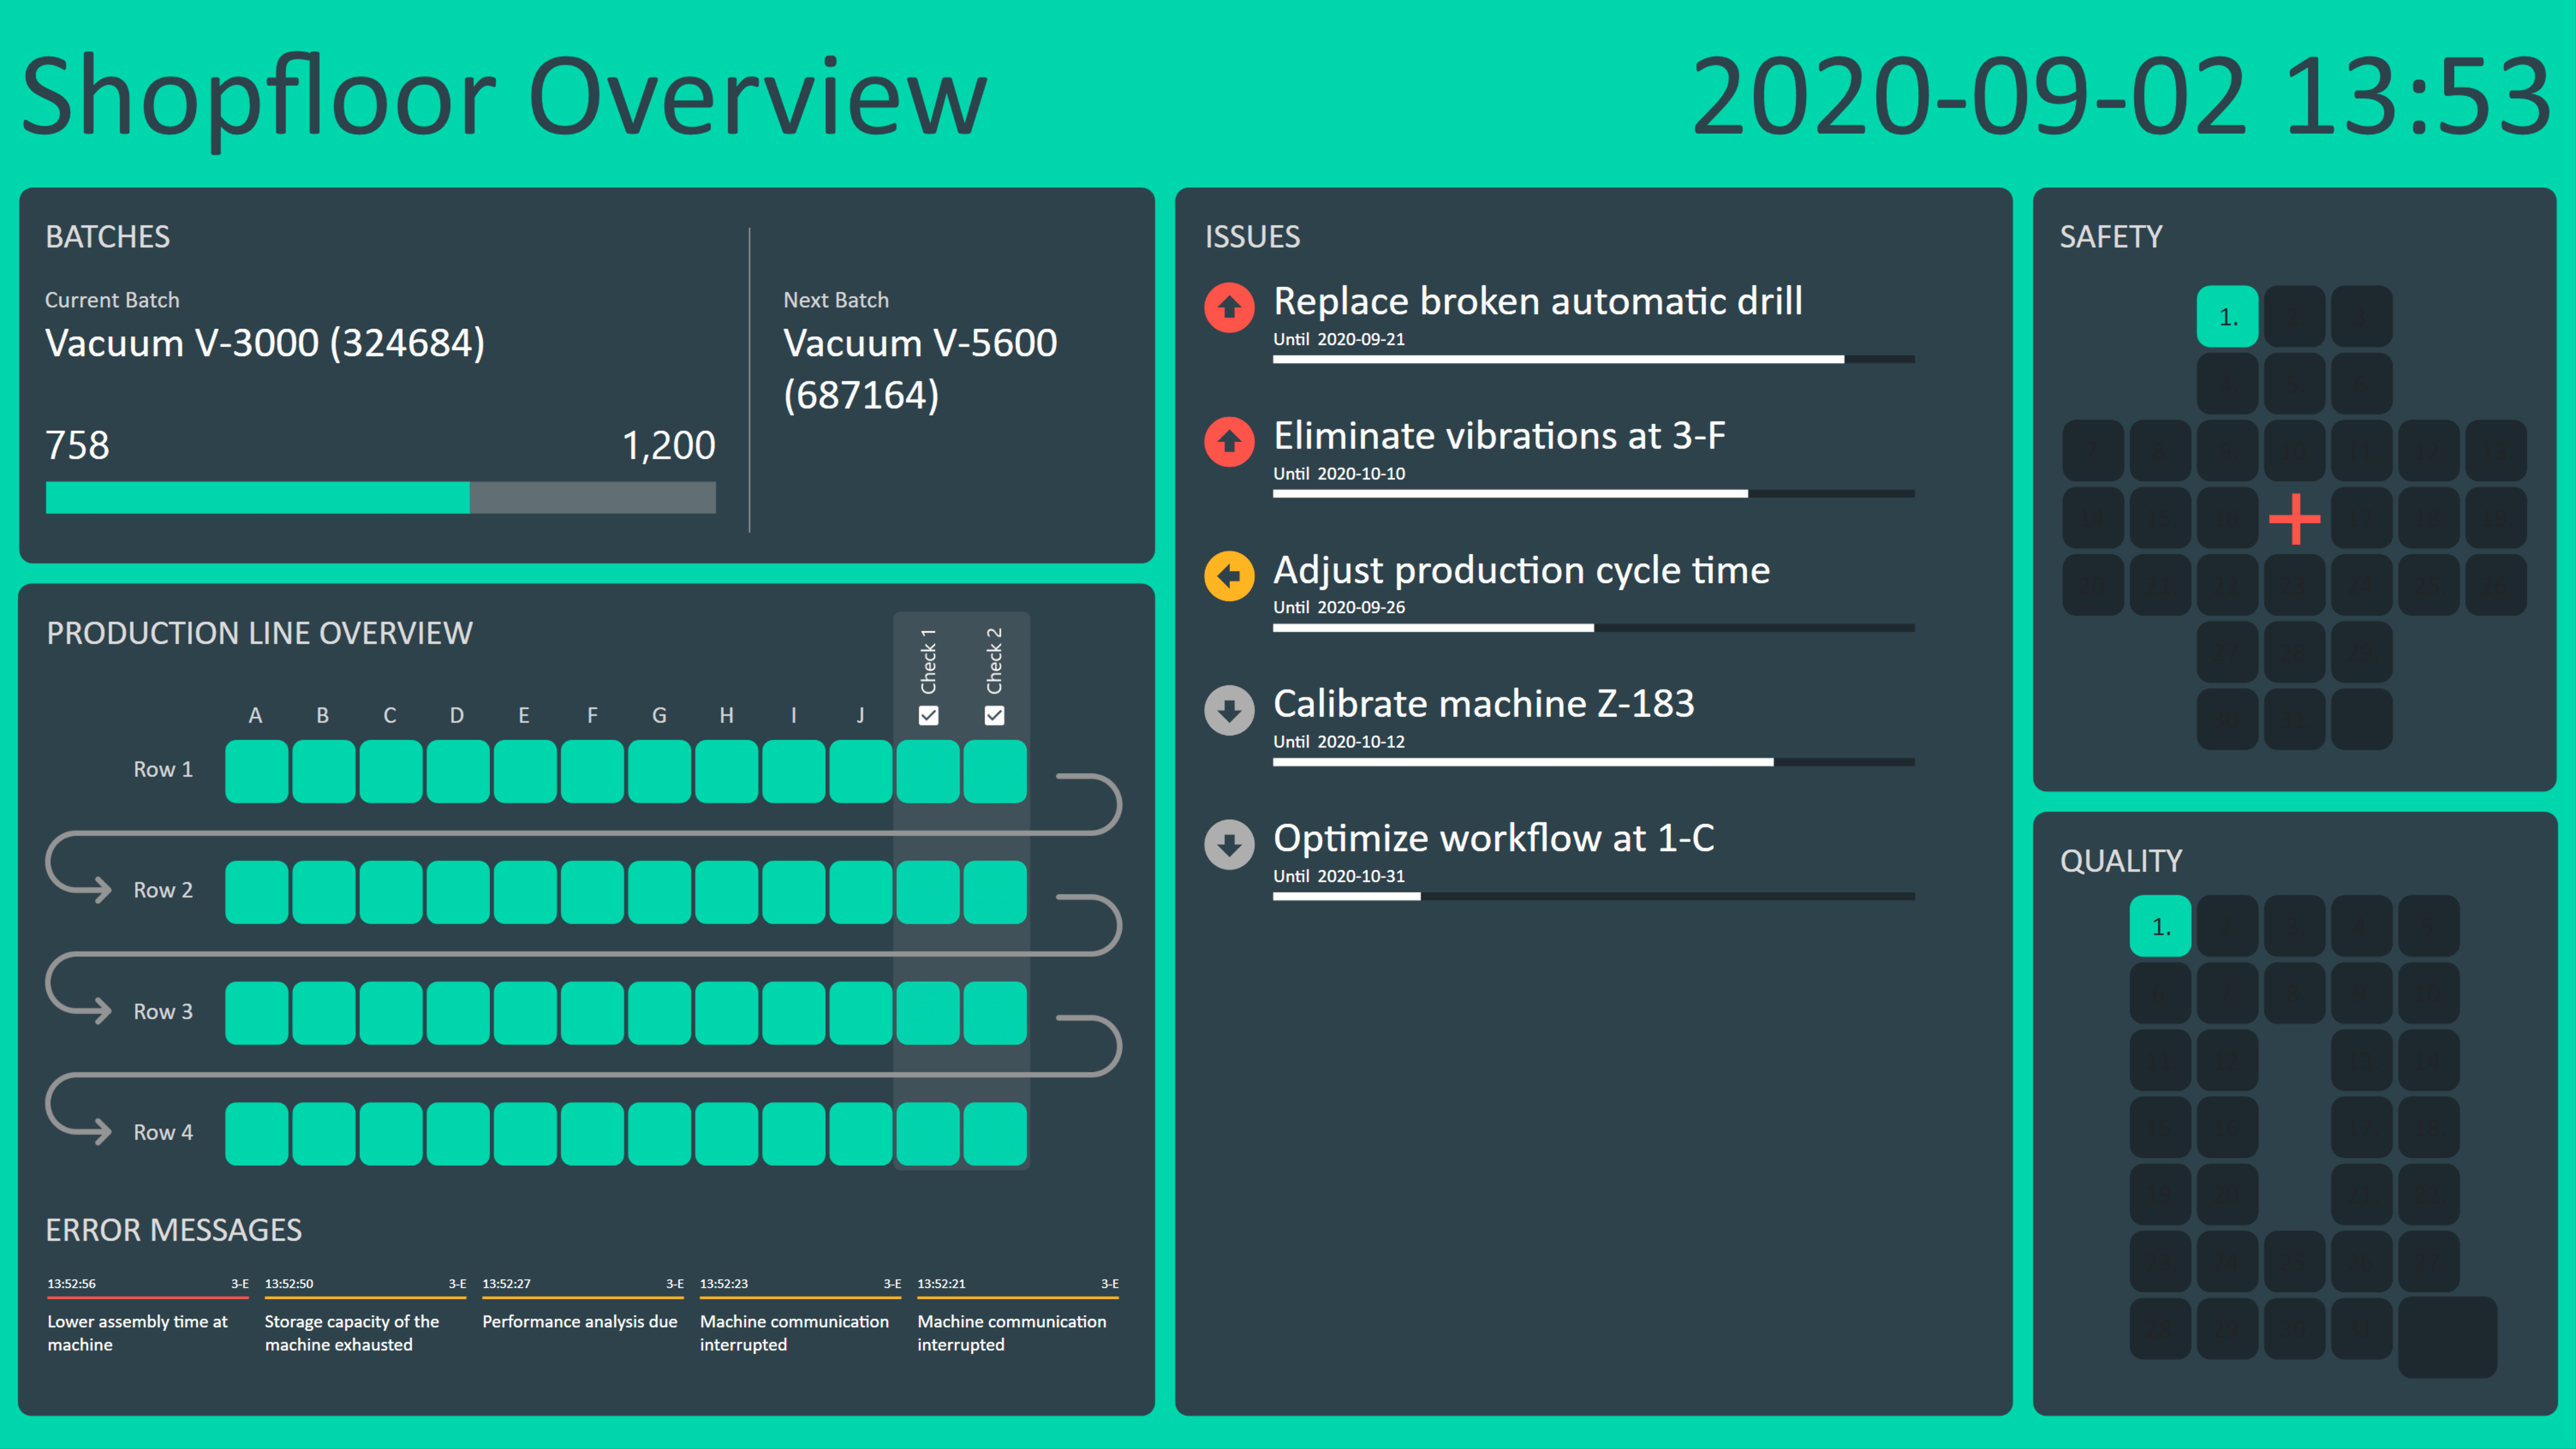 Shopfloor Overview
2020-09-02 13:53
BATCHES
Current Batch
Vacuum V-3000 (324684)
758
1,200
Next Batch
Vacuum V-5600
(687164)
PRODUCTION LINE OVERVIEW
Check 1
Check 2
A B C D E F G H I J
Row 1
Row 2
Row 3
Row 4
ERROR MESSAGES
13:52:56 3-E
Lower assembly time at
machine
13:52:50 3-E
Storage capacity of the
machine exhausted
13:52:27 3-E
Performance analysis due
13:52:23 3-E
Machine communication
interrupted
13:52:21 3-E
Machine communication
interrupted
ISSUES
Replace broken automatic drill
Until 2020-09-21
Eliminate vibrations at 3-F
Until 2020-10-10
Adjust production cycle time
Until 2020-09-26
Calibrate machine Z-183
Until 2020-10-12
Optimize workflow at 1-C
Until 2020-10-31
SAFETY
1.
QUALITY
1.